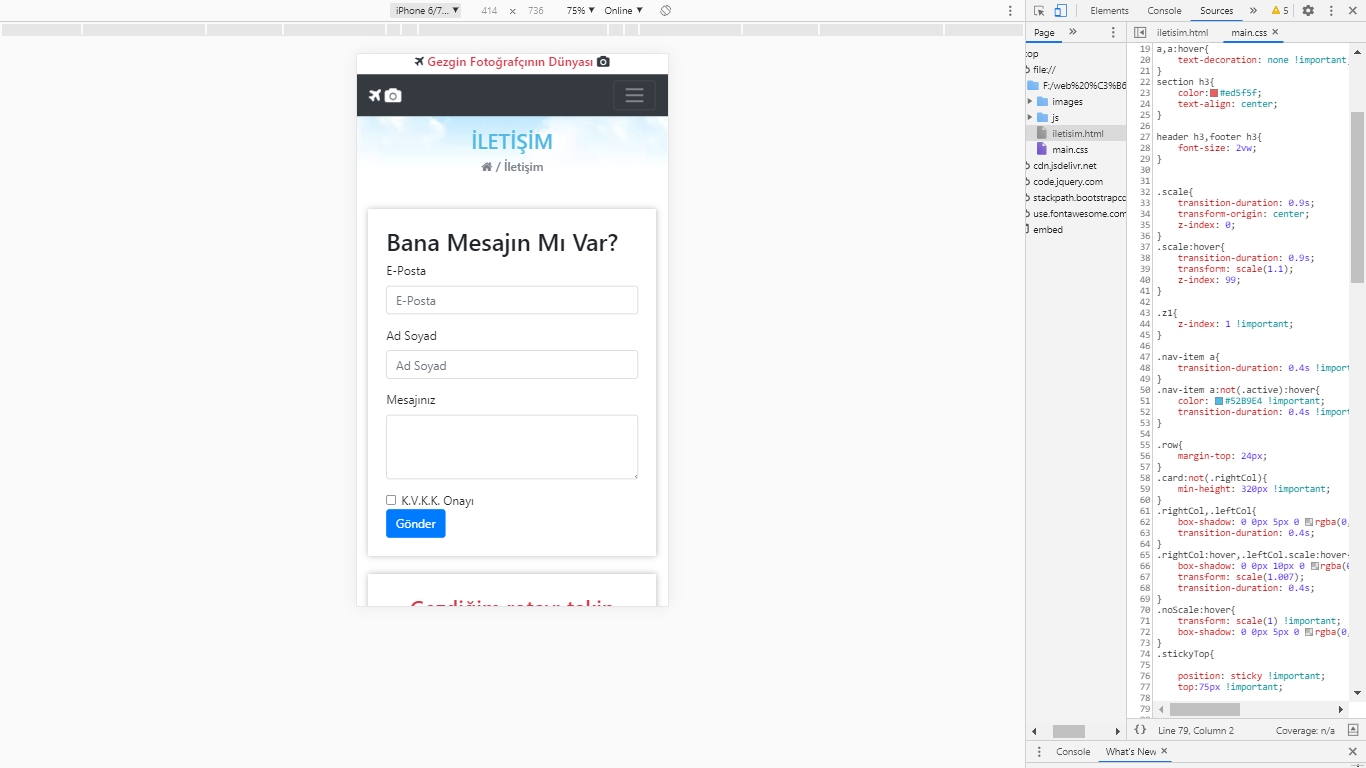 iPhone 6/7... ▼ 414 × 736 75% ▼ Online ▼
Elements Console Sources » 5
Page » iletisim.html main.css ×
Gezgin Fotoğrafçının Dünyası
İLETİŞİM
/ İletişim
Bana Mesajın Mı Var?
E-Posta
E-Posta
Ad Soyad
Ad Soyad
Mesajınız
K.V.K.K. Onayı
Gönder
Gezdiğim rotayı takip
top
file://
F:/web%20%C3%B6
images
js
iletisim.html
main.css
cdn.jsdelivr.net
code.jquery.com
stackpath.bootstrapcd
use.fontawesome.com
embed
19 a,a:hover{
20 text-decoration: none !important
21 }
22 section h3{
23 color: #ed5f5f;
24 text-align: center;
25 }
26
27 header h3,footer h3{
28 font-size: 2vw;
29 }
30
31
32 .scale{
33 transition-duration: 0.9s;
34 transform-origin: center;
35 z-index: 0;
36 }
37 .scale:hover{
38 transition-duration: 0.9s;
39 transform: scale(1.1);
40 z-index: 99;
41 }
42
43 .z1{
44 z-index: 1 !important;
45 }
46
47 .nav-item a{
48 transition-duration: 0.4s !import
49 }
50 .nav-item a:not(.active):hover{
51 color: #52B9E4 !important;
52 transition-duration: 0.4s !import
53 }
54
55 .row{
56 margin-top: 24px;
57 }
58 .card:not(.rightCol){
59 min-height: 320px !important;
60 }
61 .rightCol,.leftCol{
62 box-shadow: 0 0px 5px 0 rgba(0,
63 transition-duration: 0.4s;
64 }
65 .rightCol:hover,.leftCol.scale:hover
66 box-shadow: 0 0px 10px 0 rgba(0
67 transform: scale(1.007);
68 transition-duration: 0.4s;
69 }
70 .noScale:hover{
71 transform: scale(1) !important;
72 box-shadow: 0 0px 5px 0 rgba(0,
73 }
74 .stickyTop{
75
76 position: sticky !important;
77 top:75px !important;
78
79
{} Line 79, Column 2 Coverage: n/a
Console What's New ×